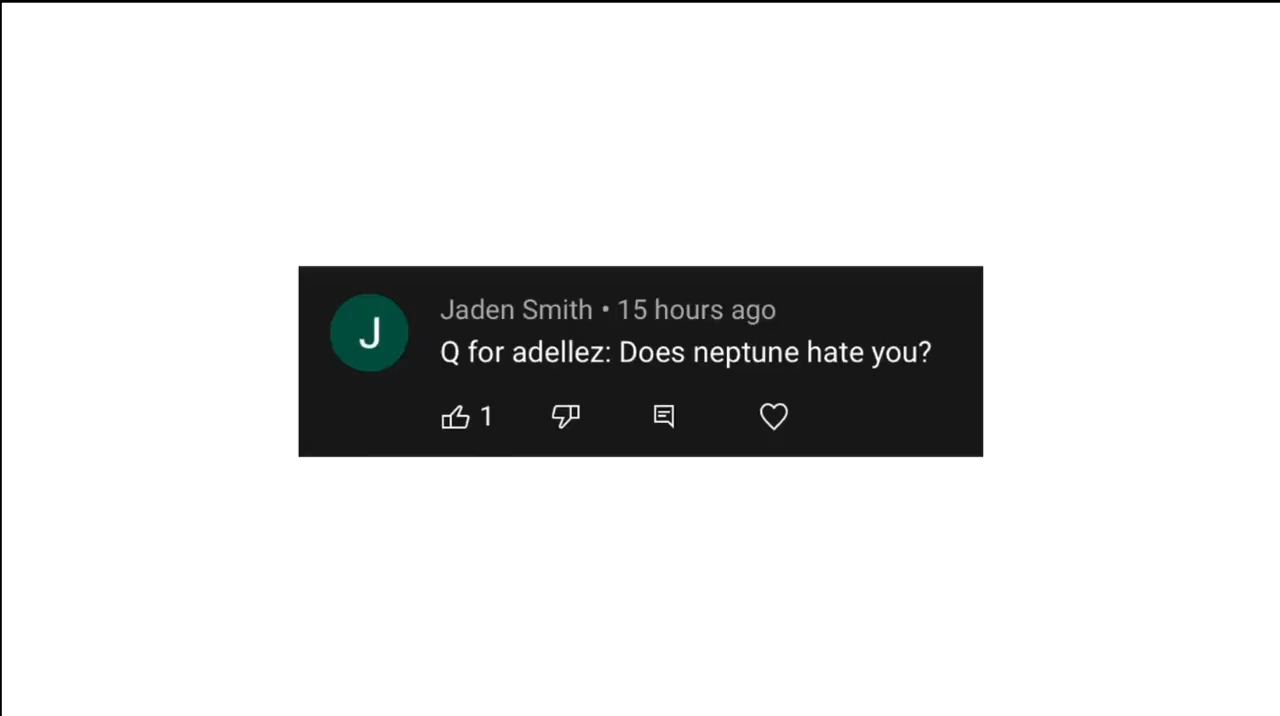 J
Jaden Smith • 15 hours ago
Q for adellez: Does neptune hate you?
1